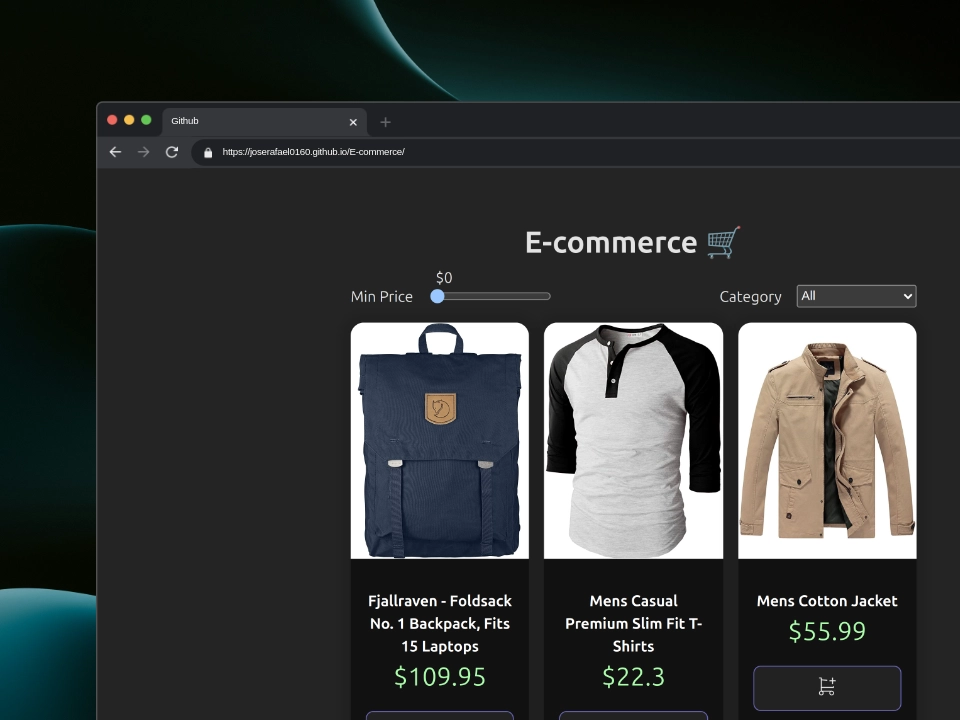 Github
https://joserafael0160.github.io/E-commerce/
E-commerce
$0
Min Price
Category
All
Fjallraven - Foldsack
No. 1 Backpack, Fits
15 Laptops
$109.95
Mens Casual
Premium Slim Fit T-
Shirts
$22.3
Mens Cotton Jacket
$55.99